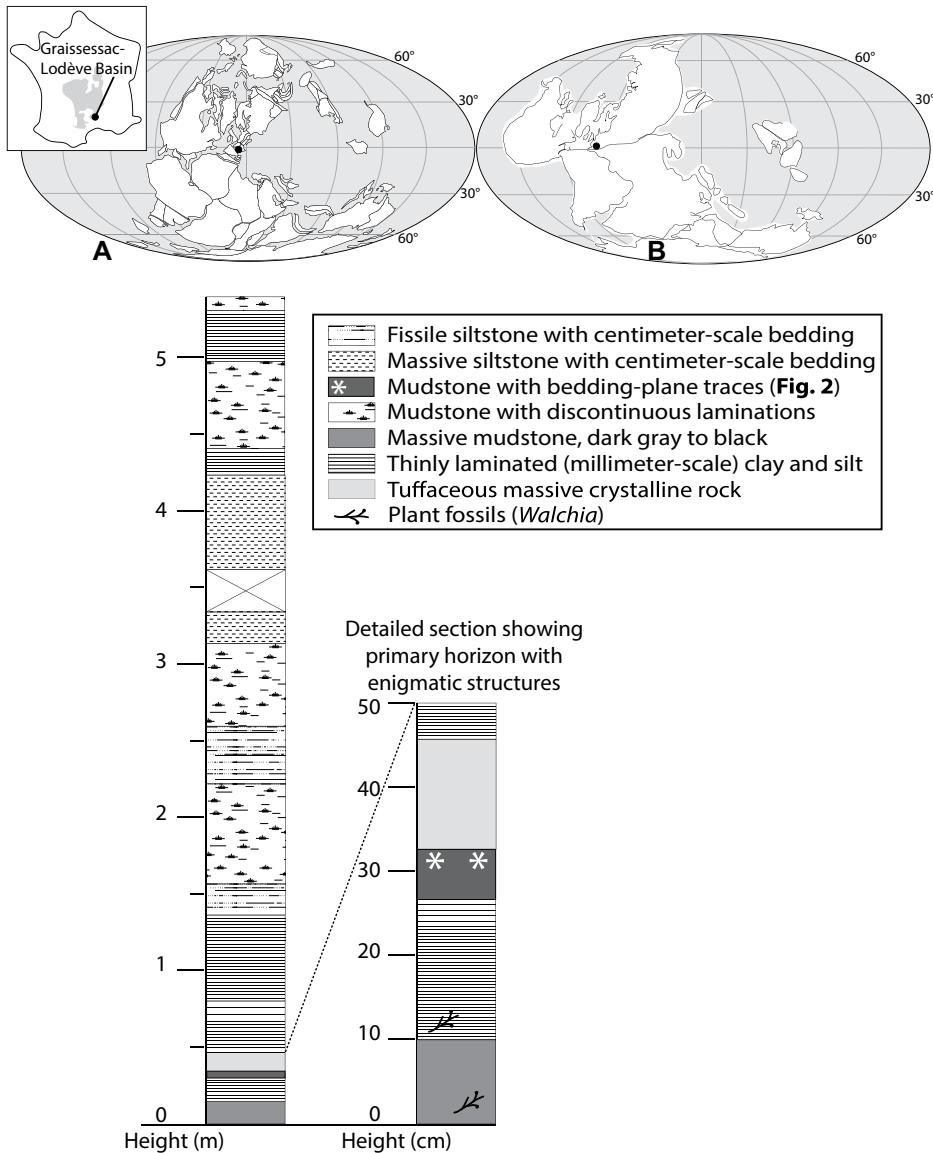 Graissessac-
Lodève Basin
60°
30°
30°
60°
A
60°
30°
30°
60°
B
Fissile siltstone with centimeter-scale bedding
Massive siltstone with centimeter-scale bedding
Mudstone with bedding-plane traces (Fig. 2)
Mudstone with discontinuous laminations
Massive mudstone, dark gray to black
Thinly laminated (millimeter-scale) clay and silt
Tuffaceous massive crystalline rock
Plant fossils (Walchia)
5
4
3
2
1
0
Height (m)
Detailed section showing
primary horizon with
enigmatic structures
50
40
30
20
10
0
Height (cm)